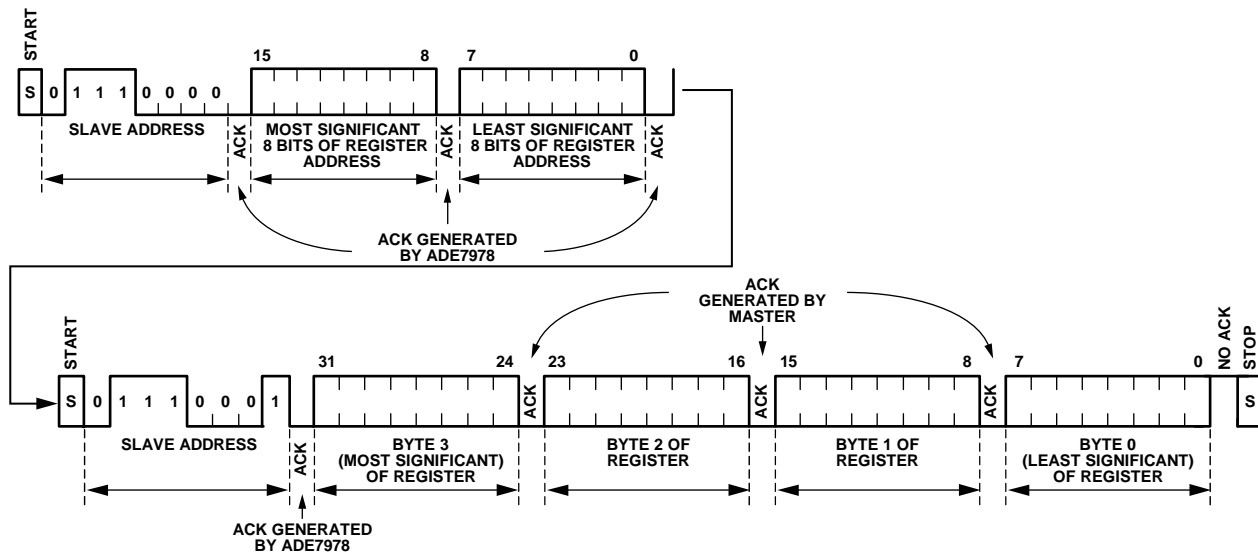 START
15 8 7 0
S 0 1 1 1 0 0 0 0
SLAVE ADDRESS
ACK
MOST SIGNIFICANT
8 BITS OF REGISTER
ADDRESS
ACK
LEAST SIGNIFICANT
8 BITS OF REGISTER
ADDRESS
ACK
ACK GENERATED
BY ADE7978
ACK
GENERATED BY
MASTER
START
31 24 23 16 15 8 7 0
NO ACK
STOP
S 0 1 1 1 0 0 0 1
ACK
ACK
ACK
S
SLAVE ADDRESS
ACK
BYTE 3
(MOST SIGNIFICANT)
OF REGISTER
BYTE 2 OF
REGISTER
BYTE 1 OF
REGISTER
BYTE 0
(LEAST SIGNIFICANT)
OF REGISTER
ACK GENERATED
BY ADE7978